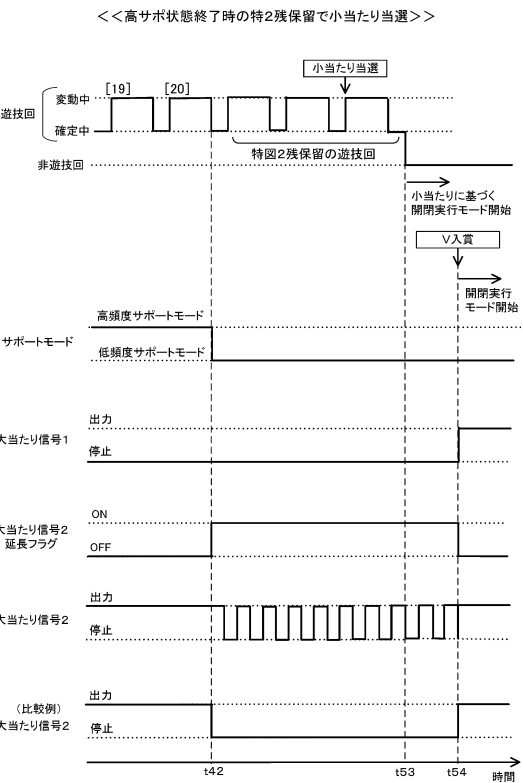 ＜＜高サポ状態終了時の特２残保留で小当たり当選＞＞
小当たり当選
[19]
[20]
遊技回
変動中
確定中
特図２残保留の遊技回
非遊技回
小当たりに基づく
開閉実行モード開始
Ｖ入賞
開閉実行
モード開始
高頻度サポートモード
サポートモード
低頻度サポートモード
出力
大当たり信号１
停止
ON
大当たり信号２
延長フラグ
OFF
出力
大当たり信号２
停止
出力
（比較例）
大当たり信号２
停止
t42
t53
t54
時間